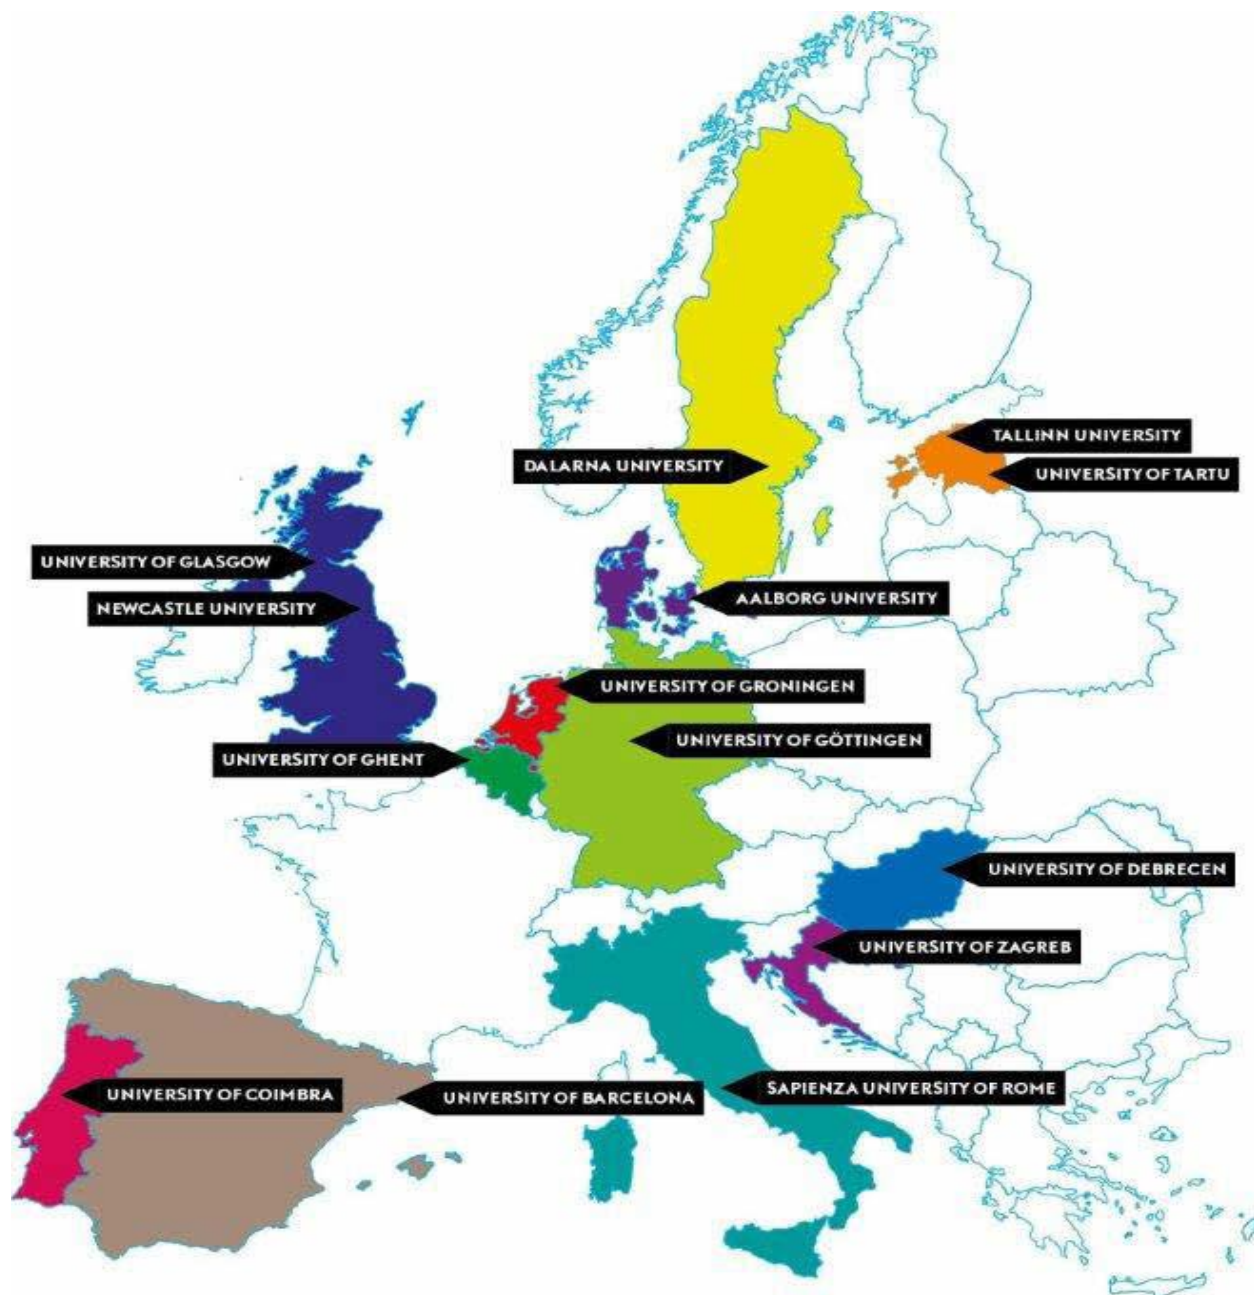 TALLINN UNIVERSITY
DALARNA UNIVERSITY
UNIVERSITY OF TARTU
UNIVERSITY OF GLASGOW
NEWCASTLE UNIVERSITY
AALBORG UNIVERSITY
UNIVERSITY OF GRONINGEN
UNIVERSITY OF GÖTTINGEN
UNIVERSITY OF GHENT
UNIVERSITY OF DEBRECEN
UNIVERSITY OF ZAGREB
SAPIENZA UNIVERSITY OF ROME
UNIVERSITY OF COIMBRA
UNIVERSITY OF BARCELONA